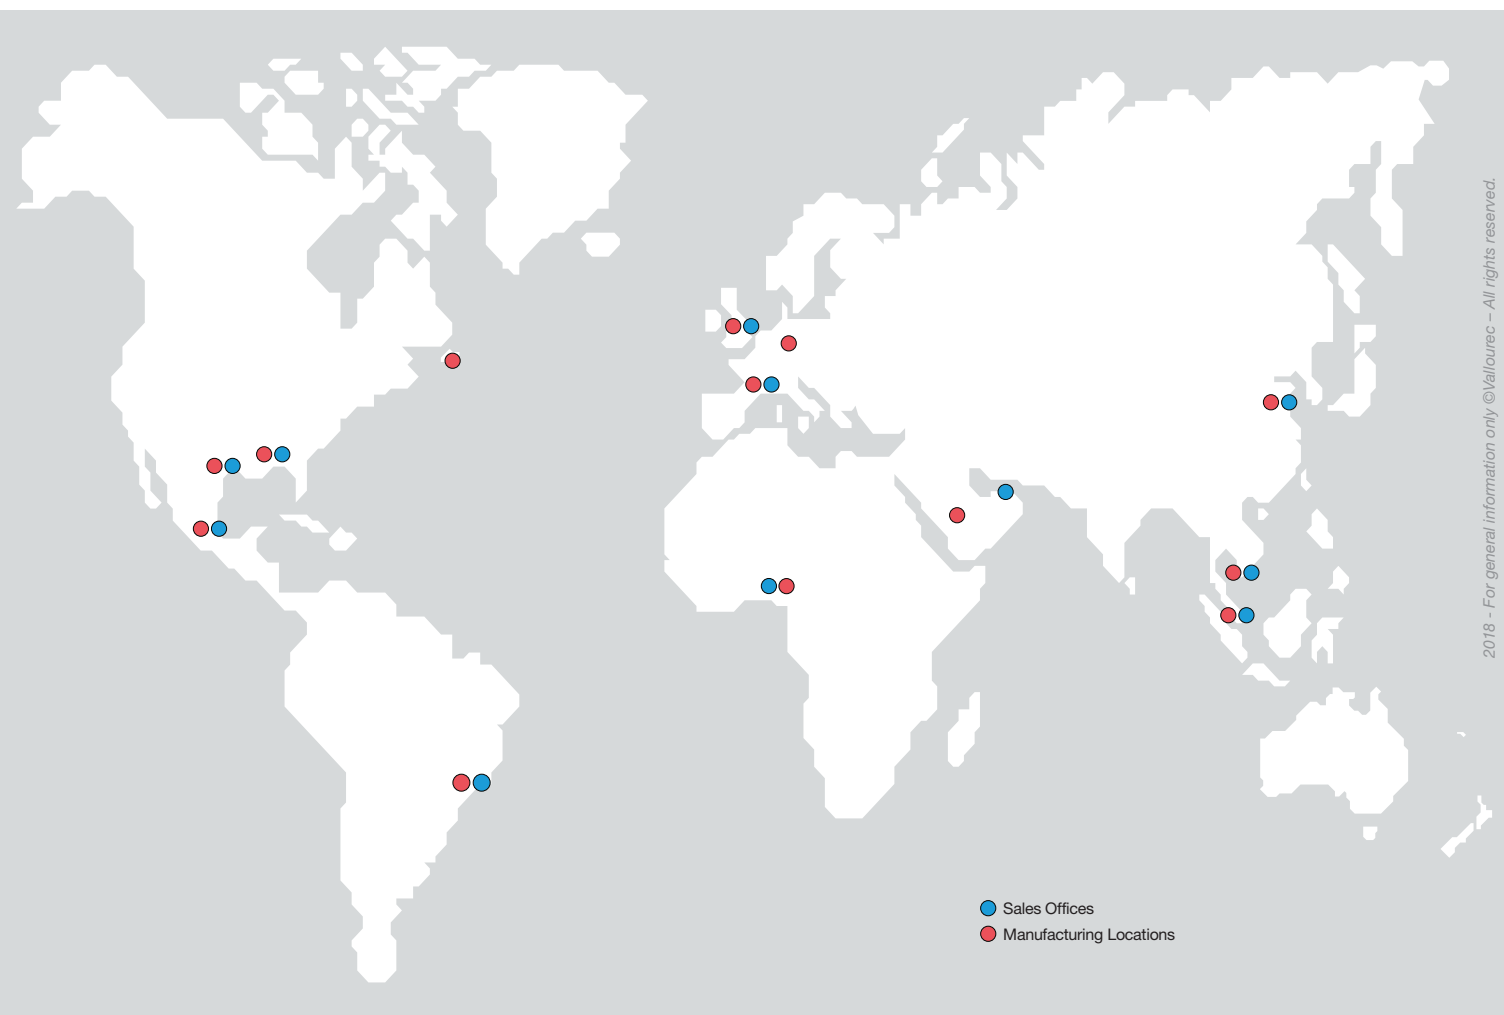 2018 - For general information only ©Vallourec – All rights reserved.
Sales Offices
Manufacturing Locations